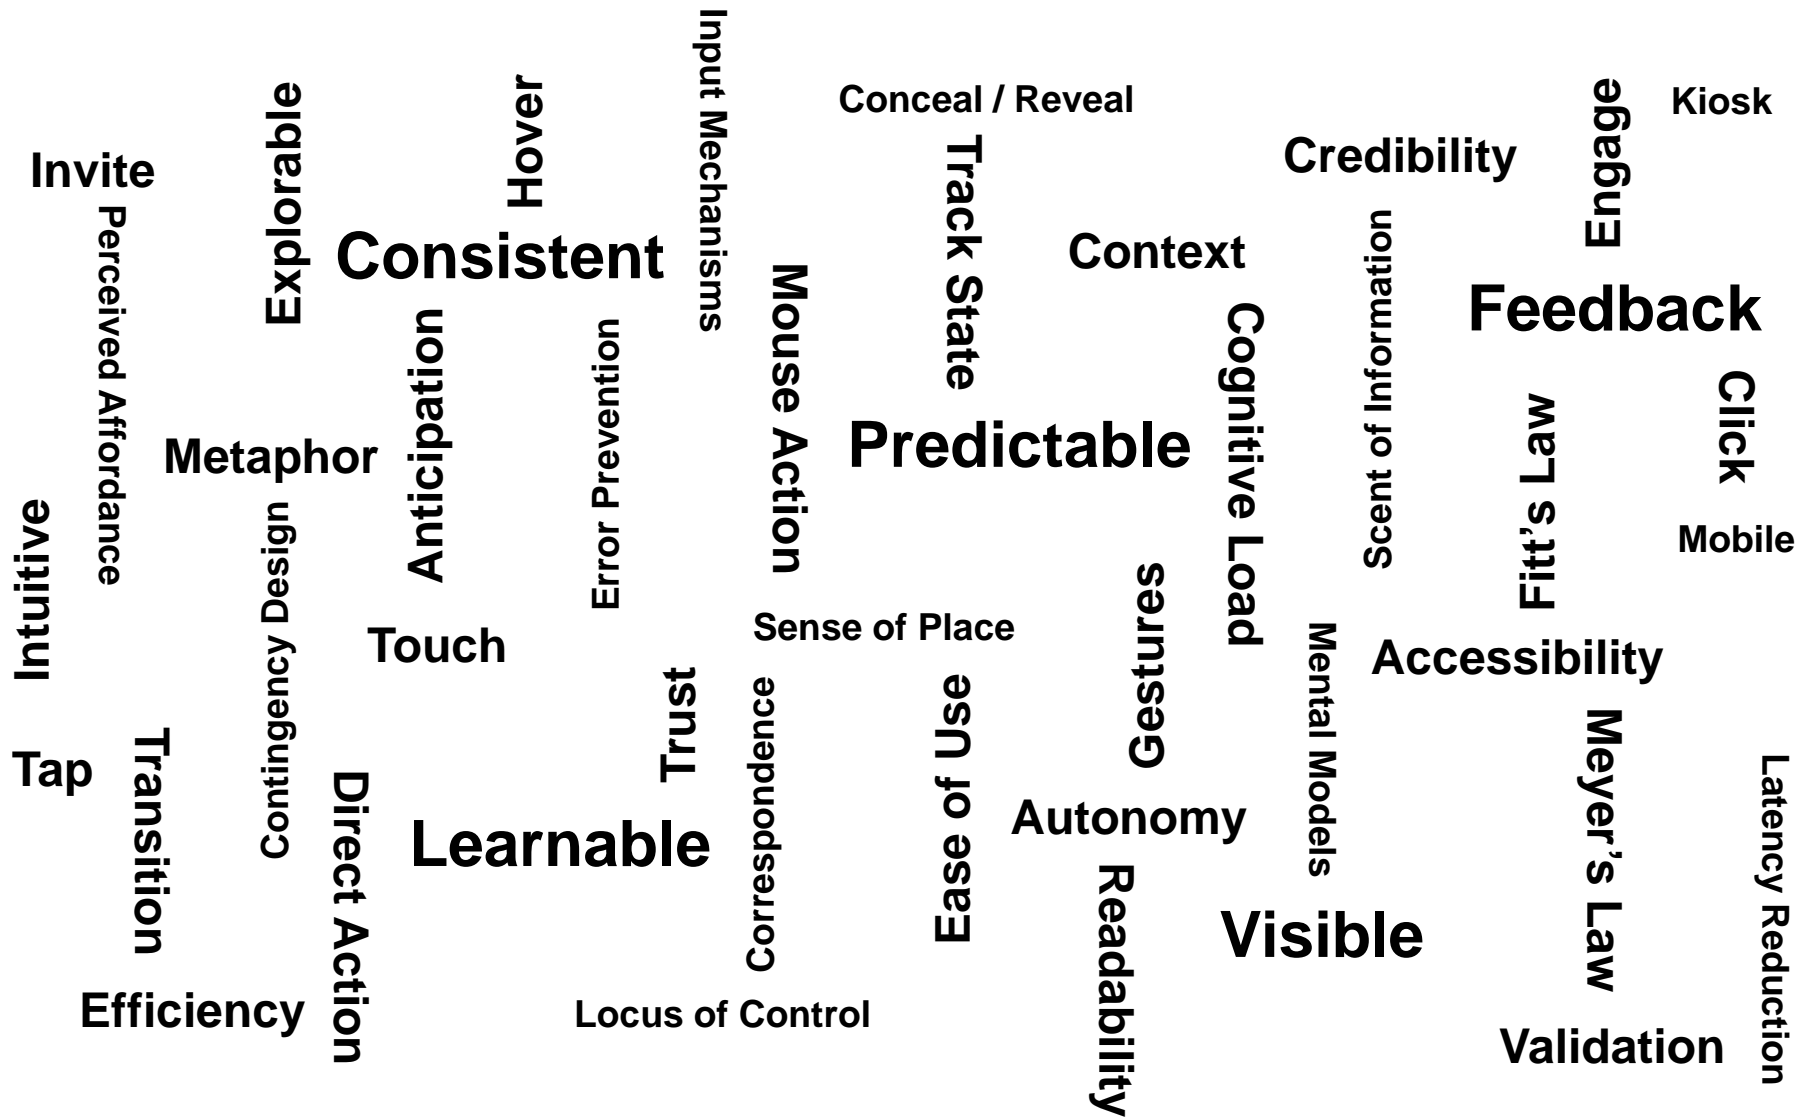 Invite
Explorable
Hover
Input Mechanisms
Conceal / Reveal
Track State
Credibility
Engage
Kiosk
Perceived Affordance
Consistent
Mouse Action
Context
Scent of Information
Feedback
Anticipation
Error Prevention
Cognitive Load
Click
Metaphor
Predictable
Fitt’s Law
Intuitive
Contingency Design
Mobile
Gestures
Touch
Sense of Place
Mental Models
Accessibility
Trust
Correspondence
Ease of Use
Meyer’s Law
Tap
Transition
Direct Action
Learnable
Autonomy
Latency Reduction
Readability
Visible
Efficiency
Locus of Control
Validation